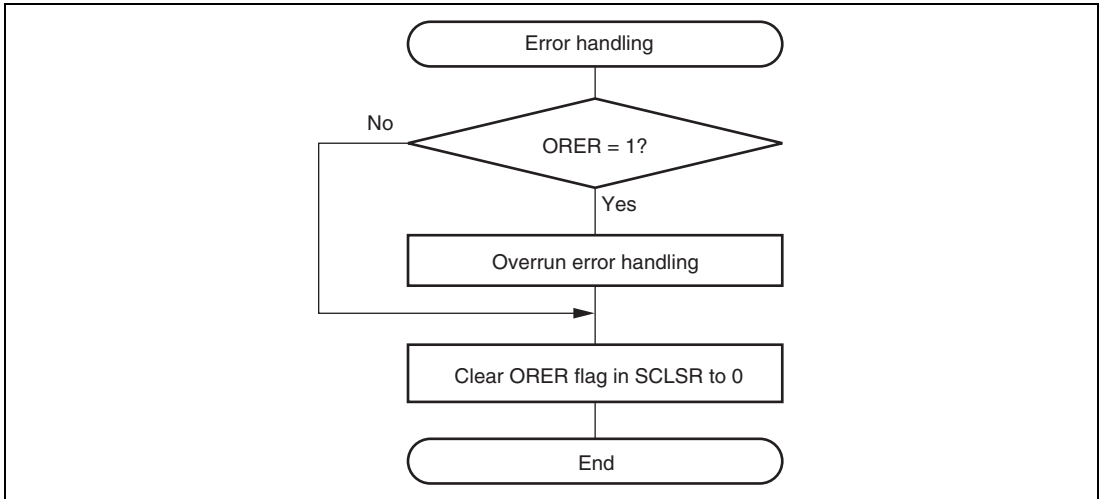 Error handling
No
ORER = 1?
Yes
Overrun error handling
Clear ORER flag in SCLSR to 0
End